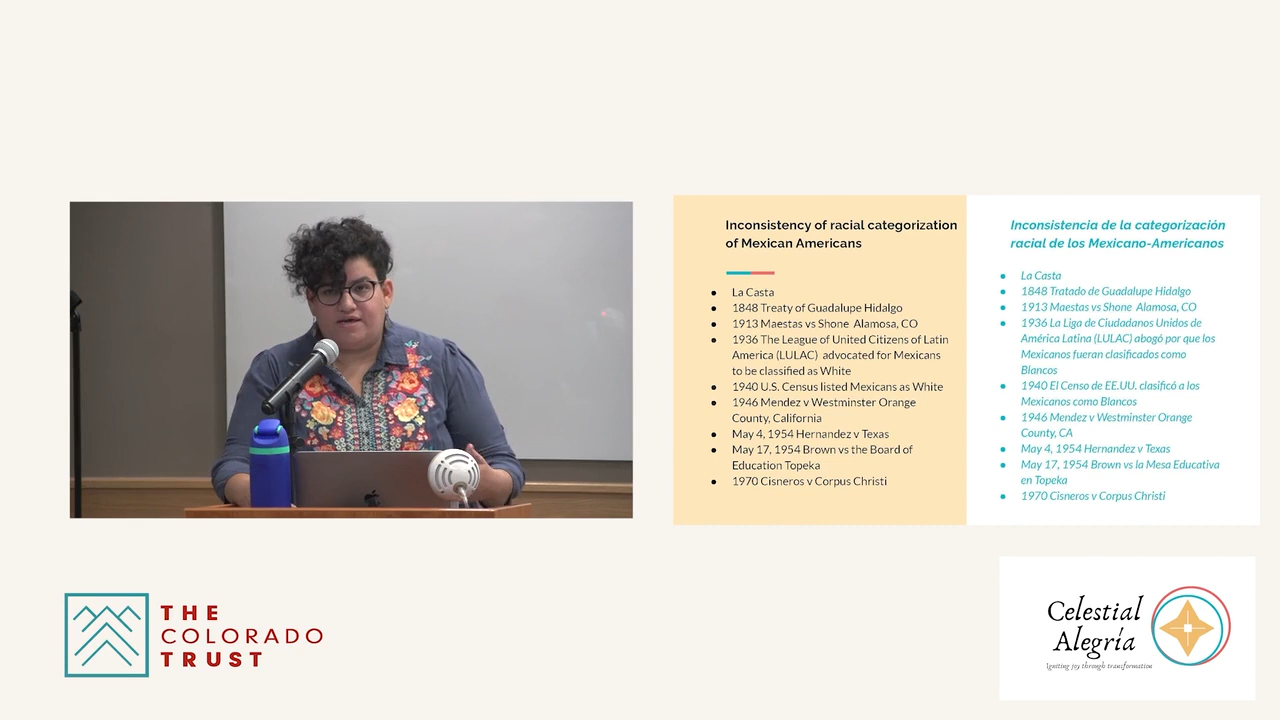 Inconsistency of racial categorization
of Mexican Americans
La Casta
1848 Treaty of Guadalupe Hidalgo
1913 Maestas vs Shone Alamosa, CO
1936 The League of United Citizens of Latin
America (LULAC) advocated for Mexicans
to be classified as White
1940 U.S. Census listed Mexicans as White
1946 Mendez v Westminster Orange
County, California
May 4, 1954 Hernandez v Texas
May 17, 1954 Brown vs the Board of
Education Topeka
1970 Cisneros v Corpus Christi
Inconsistencia de la categorización
racial de los Mexicano-Americanos
La Casta
1848 Tratado de Guadalupe Hidalgo
1913 Maestas vs Shone Alamosa, CO
1936 La Liga de Ciudadanos Unidos de
América Latina (LULAC) abogó por que los
Mexicanos fueran clasificados como
Blancos
1940 El Censo de EE.UU. clasificó a los
Mexicanos como Blancos
1946 Mendez v Westminster Orange
County, CA
May 4, 1954 Hernandez v Texas
May 17, 1954 Brown vs la Mesa Educativa
en Topeka
1970 Cisneros v Corpus Christi
THE
COLORADO
TRUST
Celestial
Alegría
Igniting joy through transformation